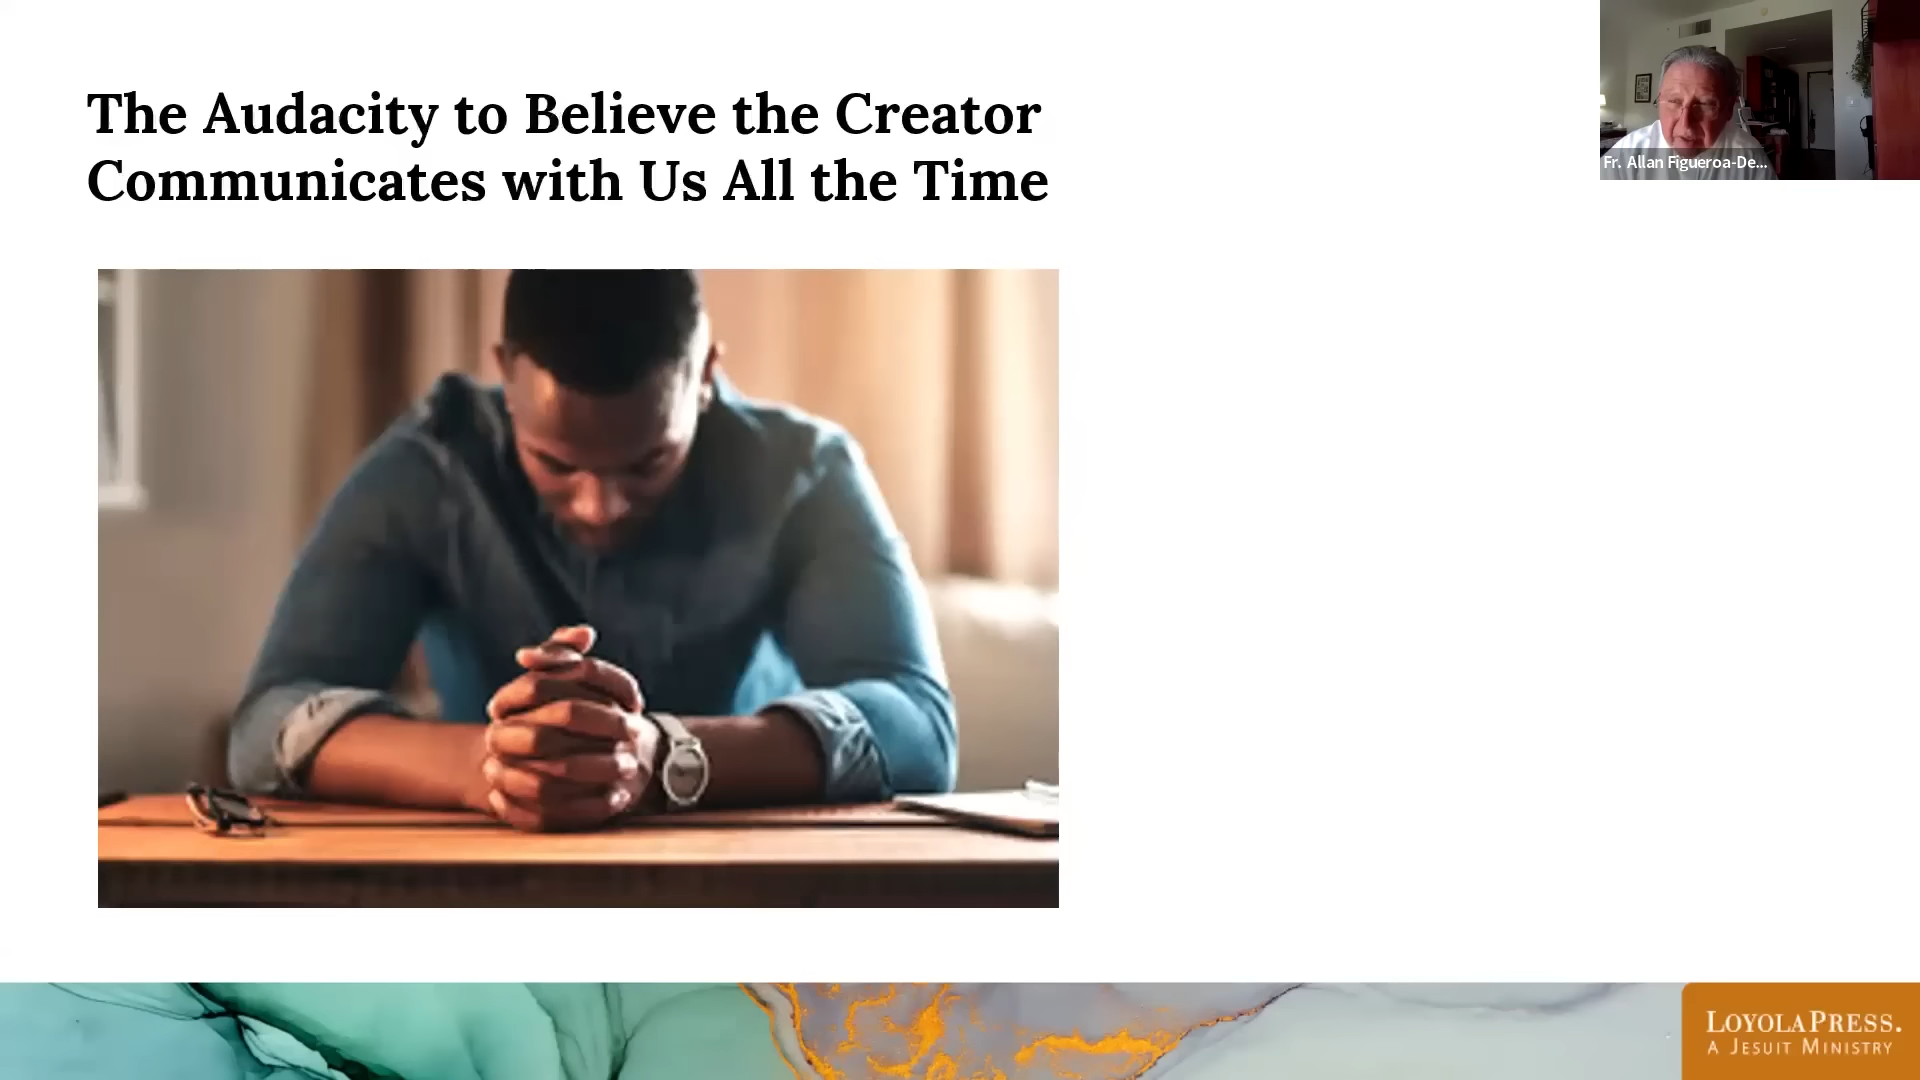 The Audacity to Believe the Creator
Communicates with Us All the Time
Fr. Allan Figueroa-De...
LOYOLAPRESS.
A JESUIT MINISTRY